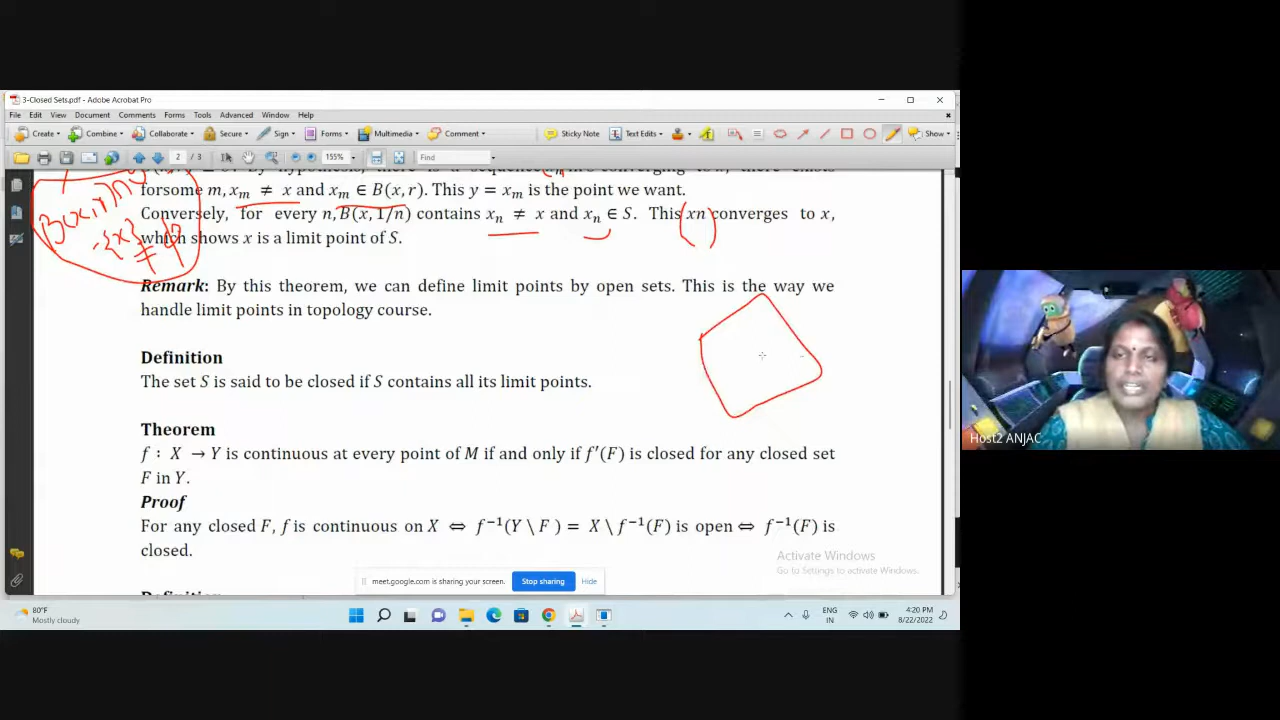 3-Closed Sets.pdf - Adobe Acrobat Pro
File Edit View Document Comments Forms Tools Advanced Window Help
Create Combine Collaborate Secure Sign Forms Multimedia Comment Sticky Note Text Edits Show
2 / 3 155% Find
forsome m, xₘ ≠ x and xₘ ∈ B(x, r). This y = xₘ is the point we want.
Conversely, for every n, B(x, 1/n) contains xₙ ≠ x and xₙ ∈ S. This (xn) converges to x,
which shows x is a limit point of S.
-{x}
≠ φ
Remark: By this theorem, we can define limit points by open sets. This is the way we
handle limit points in topology course.
Definition
The set S is said to be closed if S contains all its limit points.
Theorem
f : X → Y is continuous at every point of M if and only if f′(F) is closed for any closed set
F in Y.
Proof
For any closed F, f is continuous on X ⇔ f⁻¹(Y \ F ) = X \ f⁻¹(F) is open ⇔ f⁻¹(F) is
closed.
Activate Windows
Go to Settings to activate Windows.
meet.google.com is sharing your screen. Stop sharing Hide
80°F
Mostly cloudy
ENG
IN
4:20 PM
8/22/2022
Host2 ANJAC